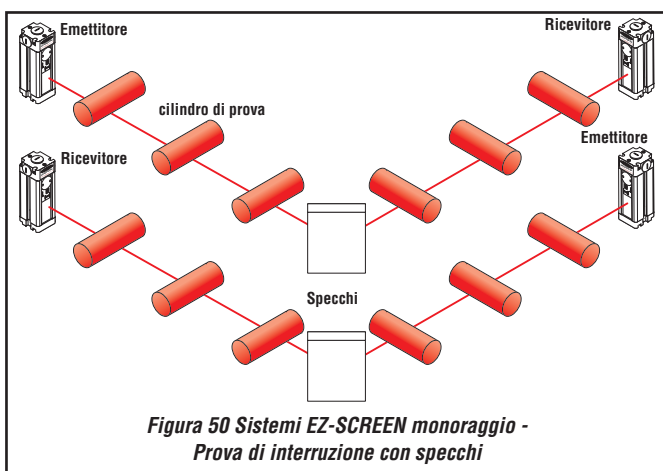 Emettitore
Ricevitore
cilindro di prova
Ricevitore
Emettitore
Specchi
Figura 50 Sistemi EZ-SCREEN monoraggio -
Prova di interruzione con specchi